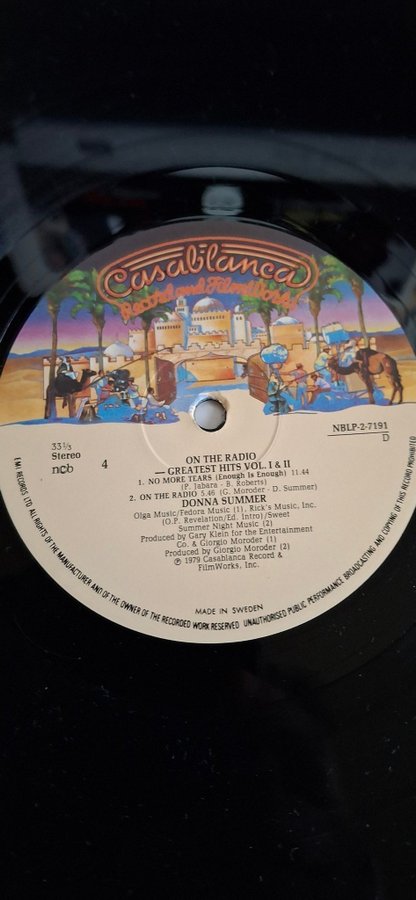 Casablanca
Record and FilmWorks
33 1/3
Stereo
ncb
4
NBLP-2-7191
D
ON THE RADIO
—GREATEST HITS VOL. I & II
1. NO MORE TEARS (Enough is Enough) 11.44
(P. Jabara - B. Roberts)
2. ON THE RADIO 5.46 (G. Moroder - D. Summer)
DONNA SUMMER
Olga Music/Fedora Music (1), Rick's Music, Inc.
(O.P. Revelation/Ed. Intro)/Sweet
Summer Night Music (2)
Produced by Gary Klein for the Entertainment
Co. & Giorgio Moroder (1)
Produced by Giorgio Moroder (2)
℗ 1979 Casablanca Record &
FilmWorks, Inc.
MADE IN SWEDEN
EMI RECORDS LTD ALL RIGHTS OF THE MANUFACTURER AND OF THE OWNER OF THE RECORDED WORK RESERVED UNAUTHORISED PUBLIC PERFORMANCE BROADCASTING AND COPYING OF THIS RECORD PROHIBITED